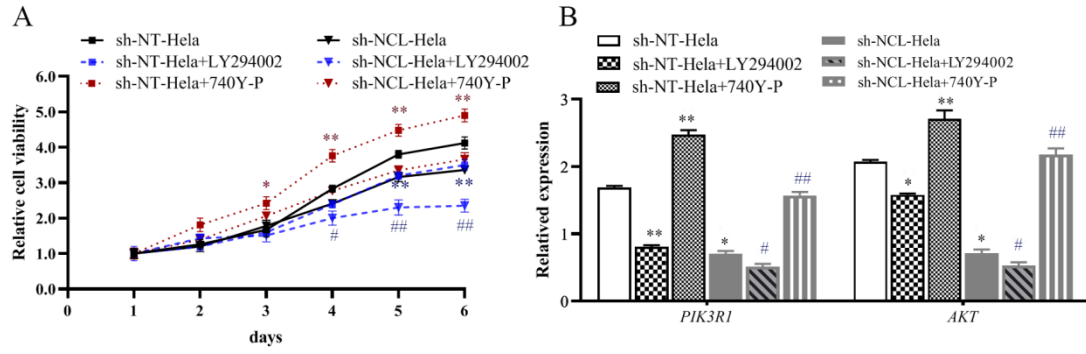 A
sh-NT-Hela
sh-NCL-Hela
sh-NT-Hela+LY294002
sh-NCL-Hela+LY294002
sh-NT-Hela+740Y-P
sh-NCL-Hela+740Y-P
Relative cell viability
6.0
5.0
4.0
3.0
2.0
1.0
0.0
** ** ** * ** **
# ## ##
0 1 2 3 4 5 6
days
B
sh-NT-Hela
sh-NCL-Hela
sh-NT-Hela+LY294002
sh-NCL-Hela+LY294002
sh-NT-Hela+740Y-P
sh-NCL-Hela+740Y-P
Relatived expression
3
2
1
0
** ** * # ## * ** * # ##
PIK3R1 AKT